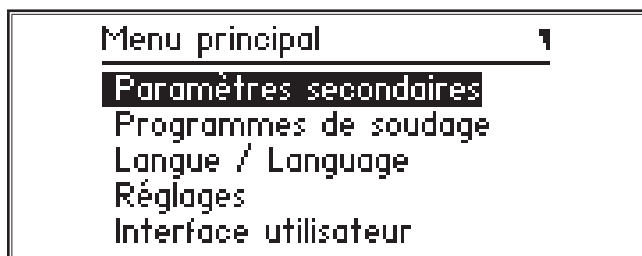 Menu principal
Paramètres secondaires
Programmes de soudage
Langue / Language
Réglages
Interface utilisateur